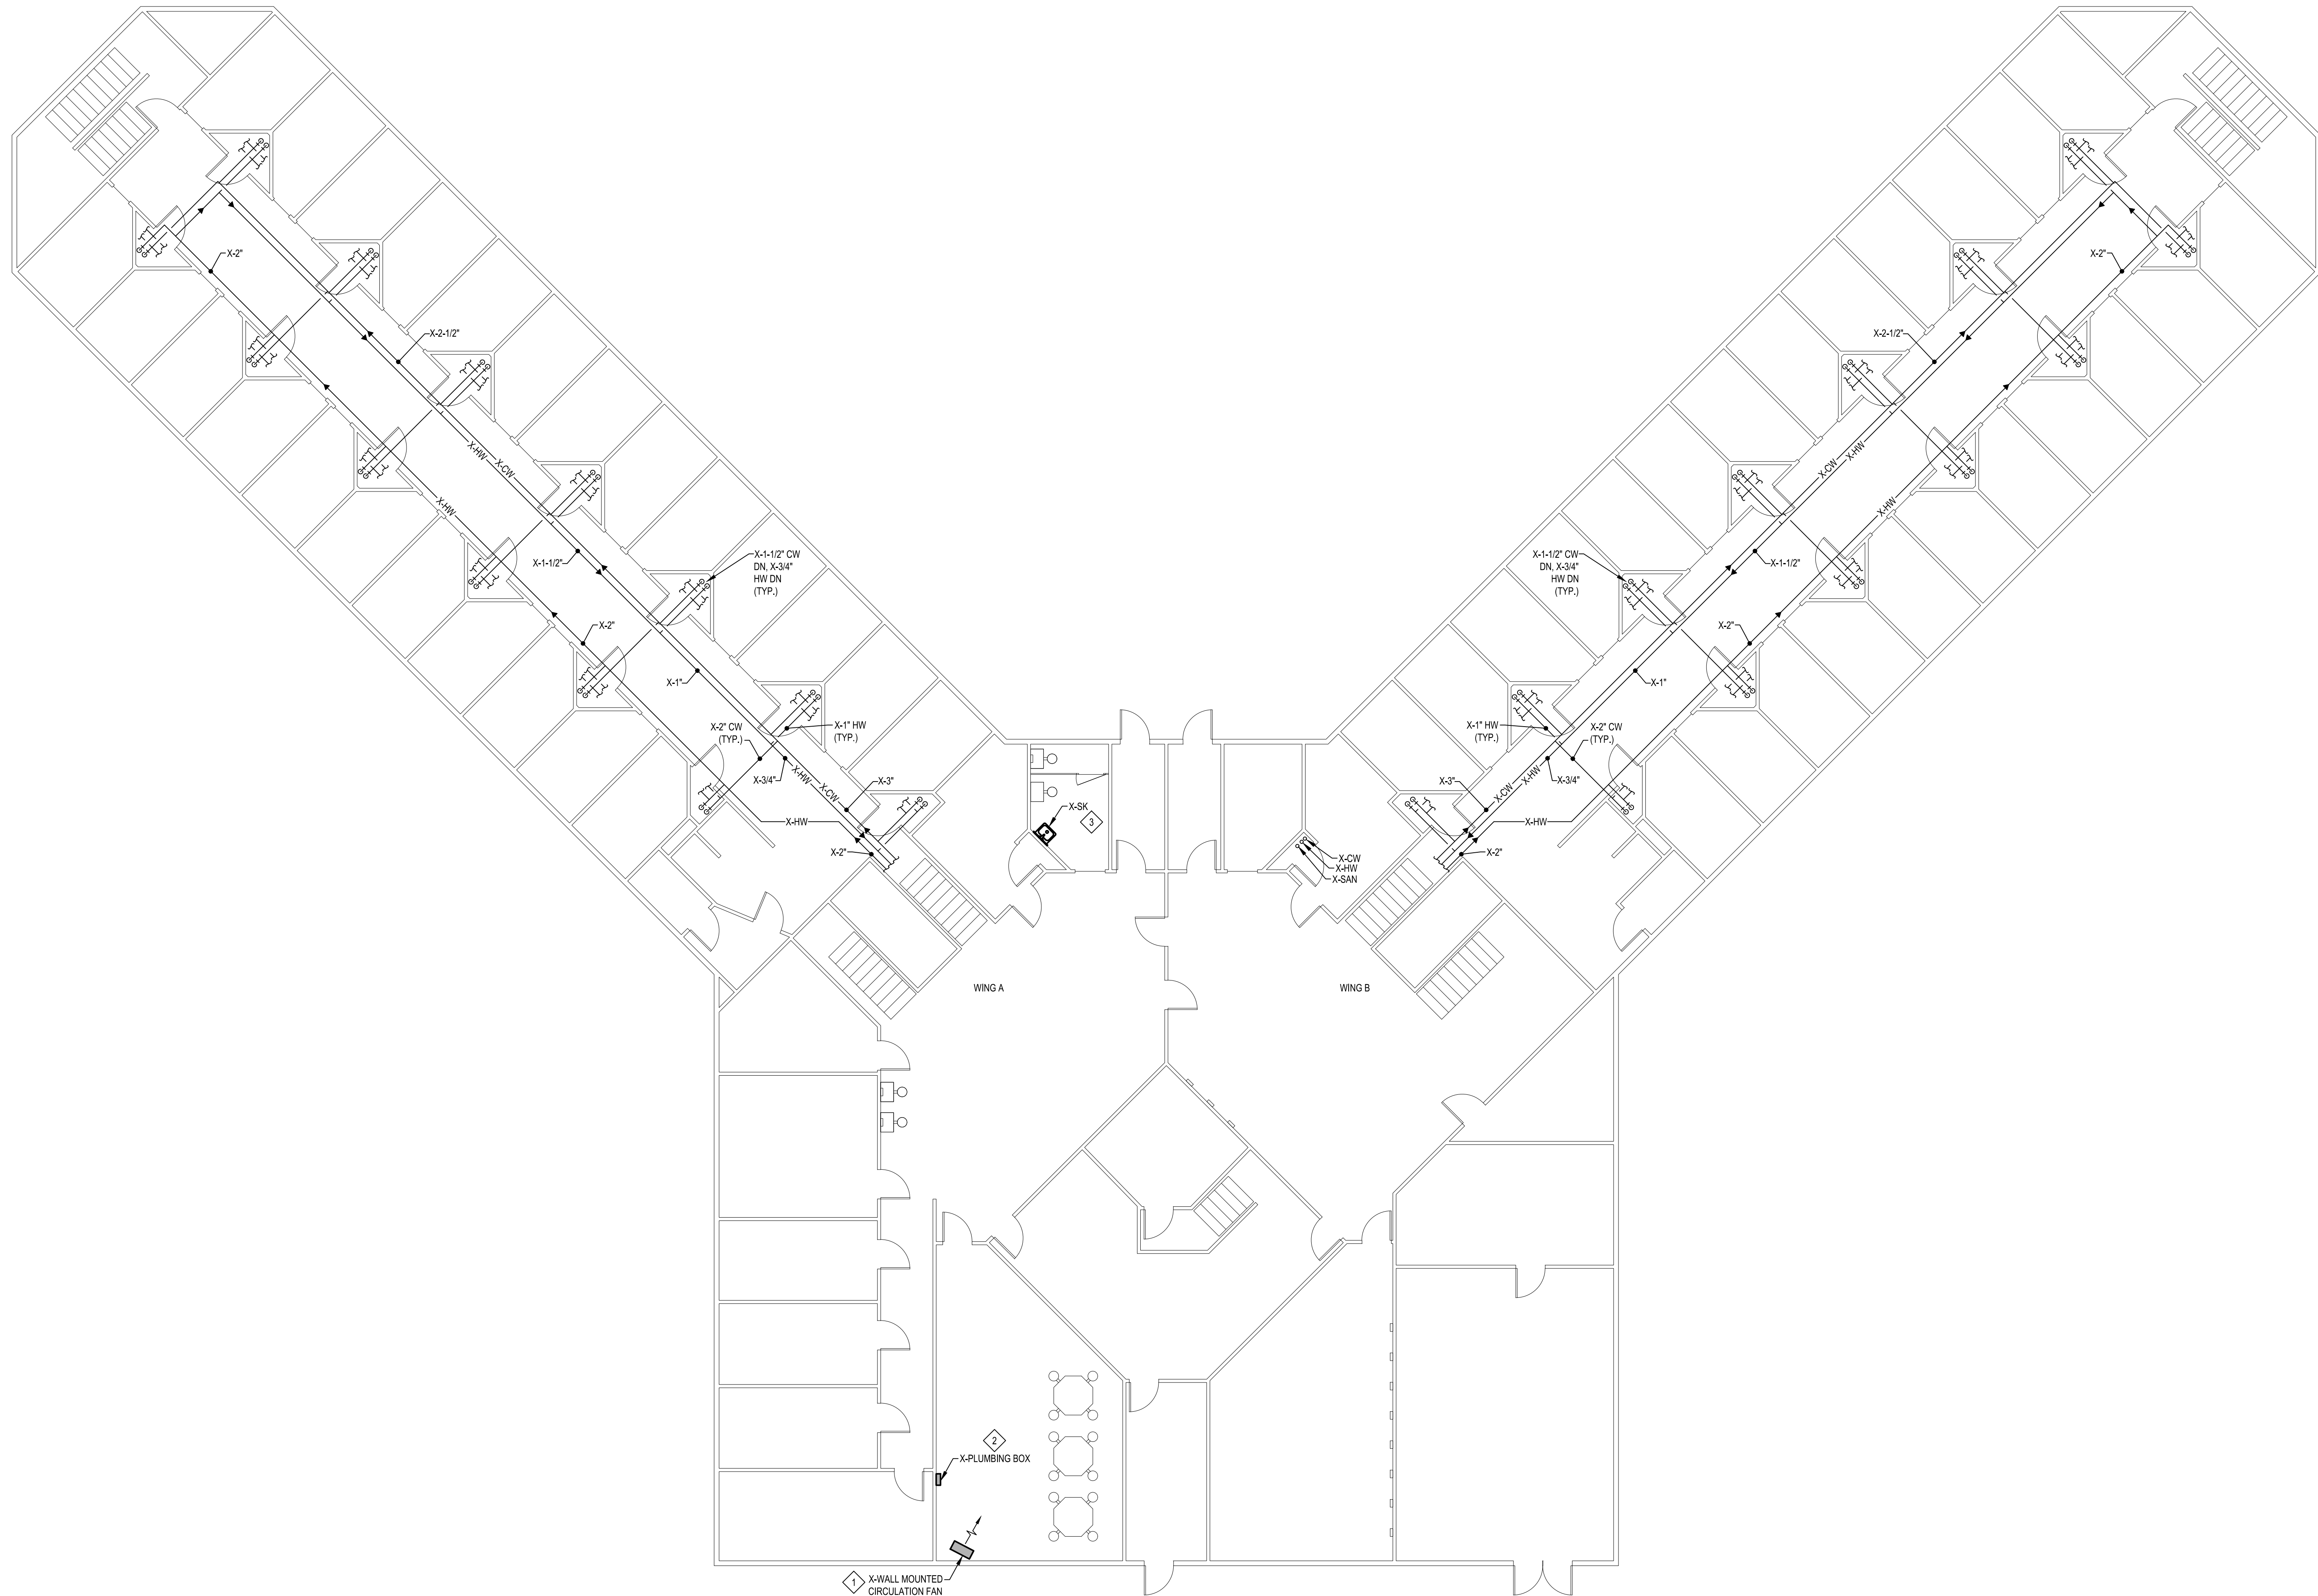 X-2"
X-2"
X-2-1/2"
X-2-1/2"
X-HW
X-CW
X-CW
X-HW
X-HW
X-HW
X-1-1/2"
X-1-1/2" CW
DN, X-3/4"
HW DN
(TYP.)
X-1-1/2" CW
DN, X-3/4"
HW DN
(TYP.)
X-1-1/2"
X-2"
X-2"
X-1"
X-1"
X-2" CW
(TYP.)
X-1" HW
(TYP.)
X-1" HW
(TYP.)
X-2" CW
(TYP.)
X-3/4"
X-HW
X-CW
X-3"
X-3"
X-CW
X-HW
X-3/4"
X-HW
X-SK
3
X-HW
X-2"
X-CW
X-HW
X-SAN
X-2"
WING A
WING B
2
X-PLUMBING BOX
1
X-WALL MOUNTED
CIRCULATION FAN